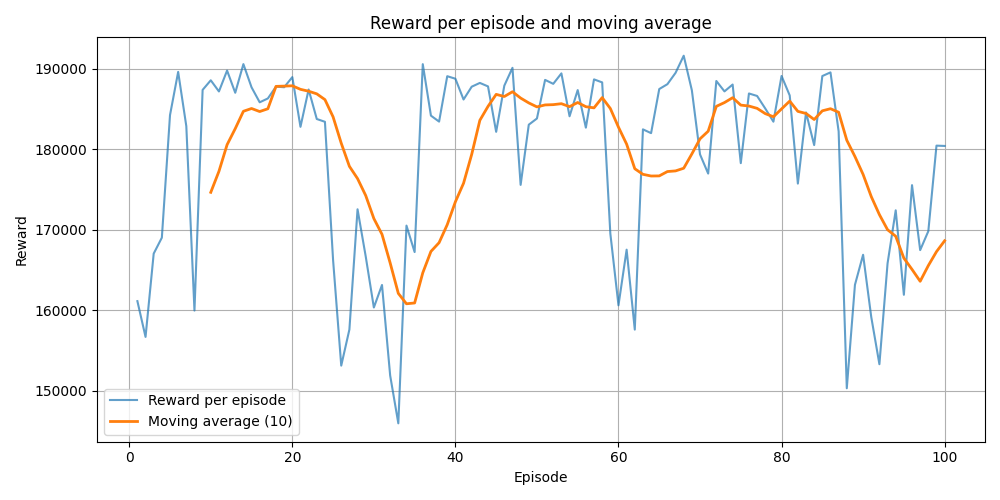 Reward per episode and moving average
190000
180000
170000
160000
150000
Reward
Reward per episode
Moving average (10)
0 20 40 60 80 100
Episode